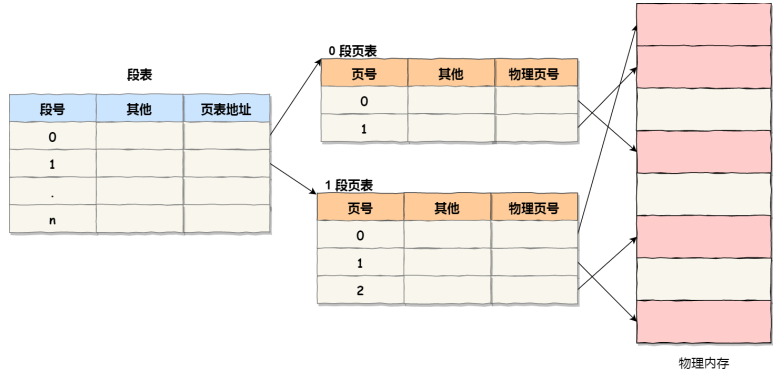 段表
段号 其他 页表地址
0
1
.
n
0 段页表
页号 其他 物理页号
0
1
1 段页表
页号 其他 物理页号
0
1
2
物理内存